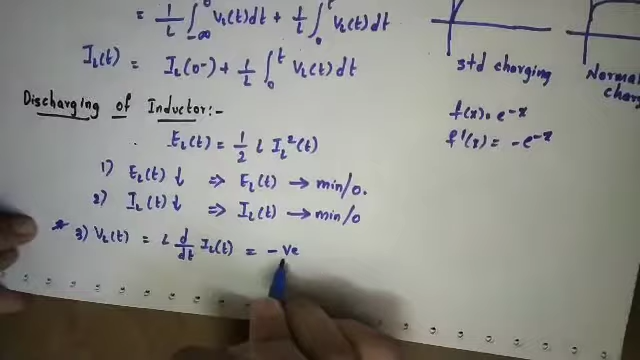 = 1/L ∫_{-∞}^{0} V_L(t)dt + 1/L ∫_{0}^{t} V_L(t)dt
I_L(t) = I_L(0-) + 1/L ∫_{0}^{t} V_L(t)dt
std charging
Normal
charg
f(x) = e^{-x}
f'(x) = -e^{-x}
Discharging of Inductor:-
E_L(t) = 1/2 L I_L²(t)
1) E_L(t) ↓ ⇒ E_L(t) → min/0.
2) I_L(t) ↓ ⇒ I_L(t) → min/0
* 3) V_L(t) = L d/dt I_L(t) = -ve